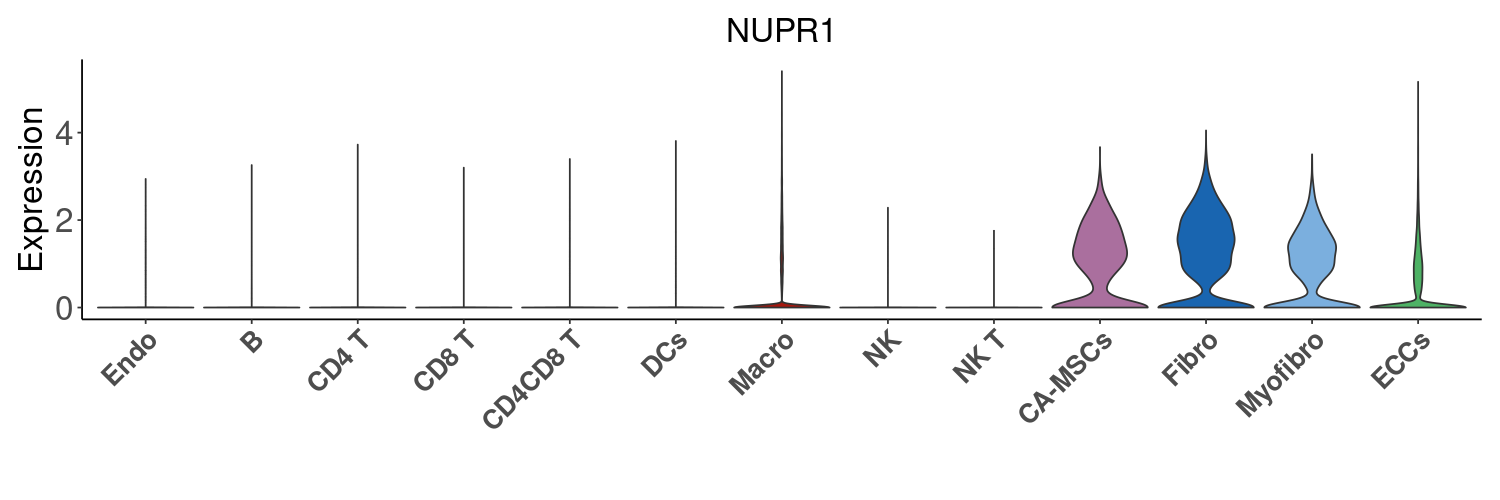 NUPR1
Expression
4
2
0
Endo
B
CD4 T
CD8 T
CD4CD8 T
DCs
Macro
NK
NK T
CA-MSCs
Fibro
Myofibro
ECCs